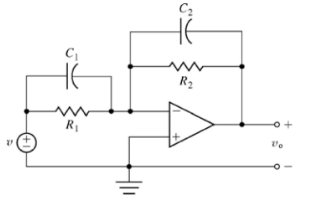 C₂
C₁
R₂
R₁
−
+
v
+
−
+
vₒ
−